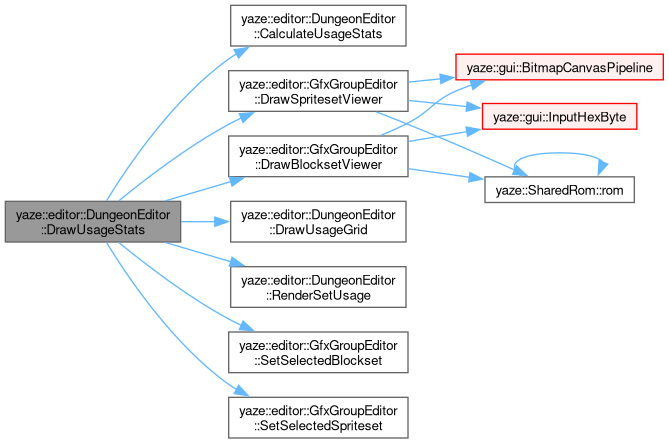 yaze::editor::DungeonEditor
::DrawUsageStats
yaze::editor::DungeonEditor
::CalculateUsageStats
yaze::editor::GfxGroupEditor
::DrawSpritesetViewer
yaze::editor::GfxGroupEditor
::DrawBlocksetViewer
yaze::editor::DungeonEditor
::DrawUsageGrid
yaze::editor::DungeonEditor
::RenderSetUsage
yaze::editor::GfxGroupEditor
::SetSelectedBlockset
yaze::editor::GfxGroupEditor
::SetSelectedSpriteset
yaze::gui::BitmapCanvasPipeline
yaze::gui::InputHexByte
yaze::SharedRom::rom